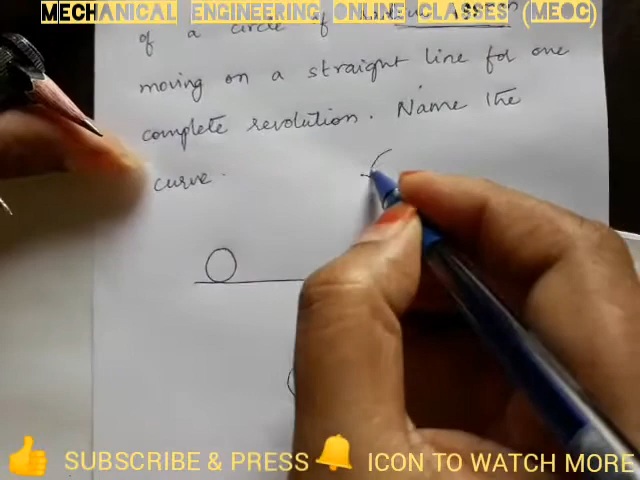 MECHANICAL ENGINEERING ONLINE CLASSES (MEOC)
of a circle of
moving on a straight line for one
complete revolution. Name the
curve.
SUBSCRIBE & PRESS ICON TO WATCH MORE